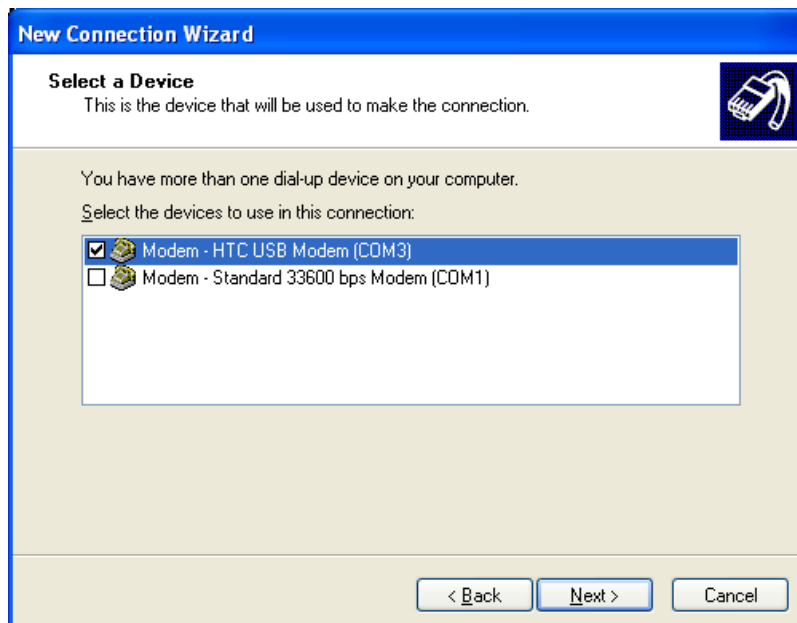 New Connection Wizard
Select a Device
This is the device that will be used to make the connection.
You have more than one dial-up device on your computer.
Select the devices to use in this connection:
Modem - HTC USB Modem (COM3)
Modem - Standard 33600 bps Modem (COM1)
< Back Next > Cancel